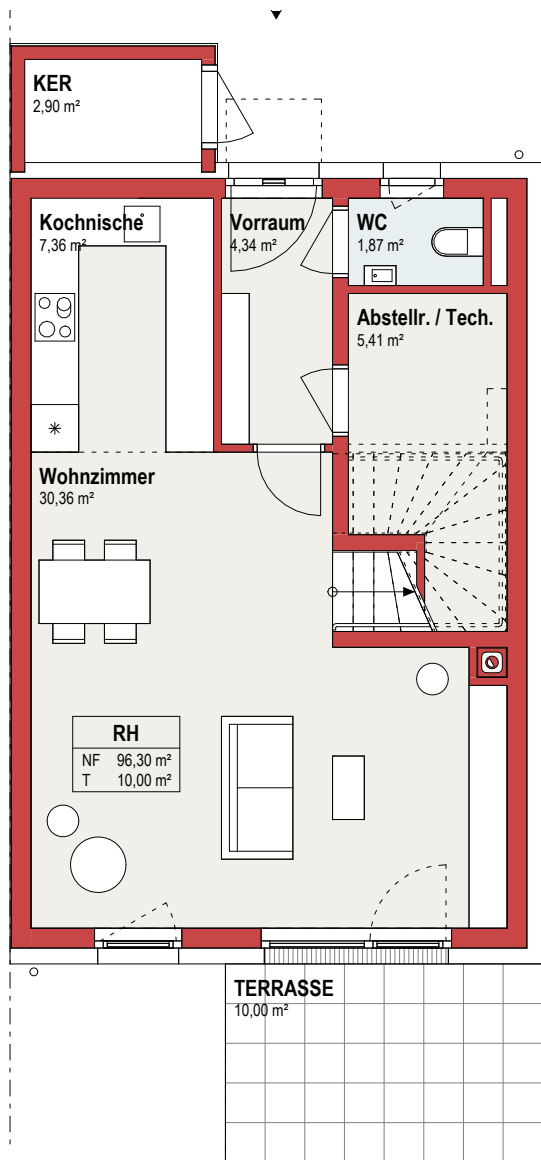 KER
2,90 m²
Kochnische
7,36 m²
Vorraum
4,34 m²
WC
1,87 m²
Abstellr. / Tech.
5,41 m²
Wohnzimmer
30,36 m²
RH
NF 96,30 m²
T 10,00 m²
TERRASSE
10,00 m²